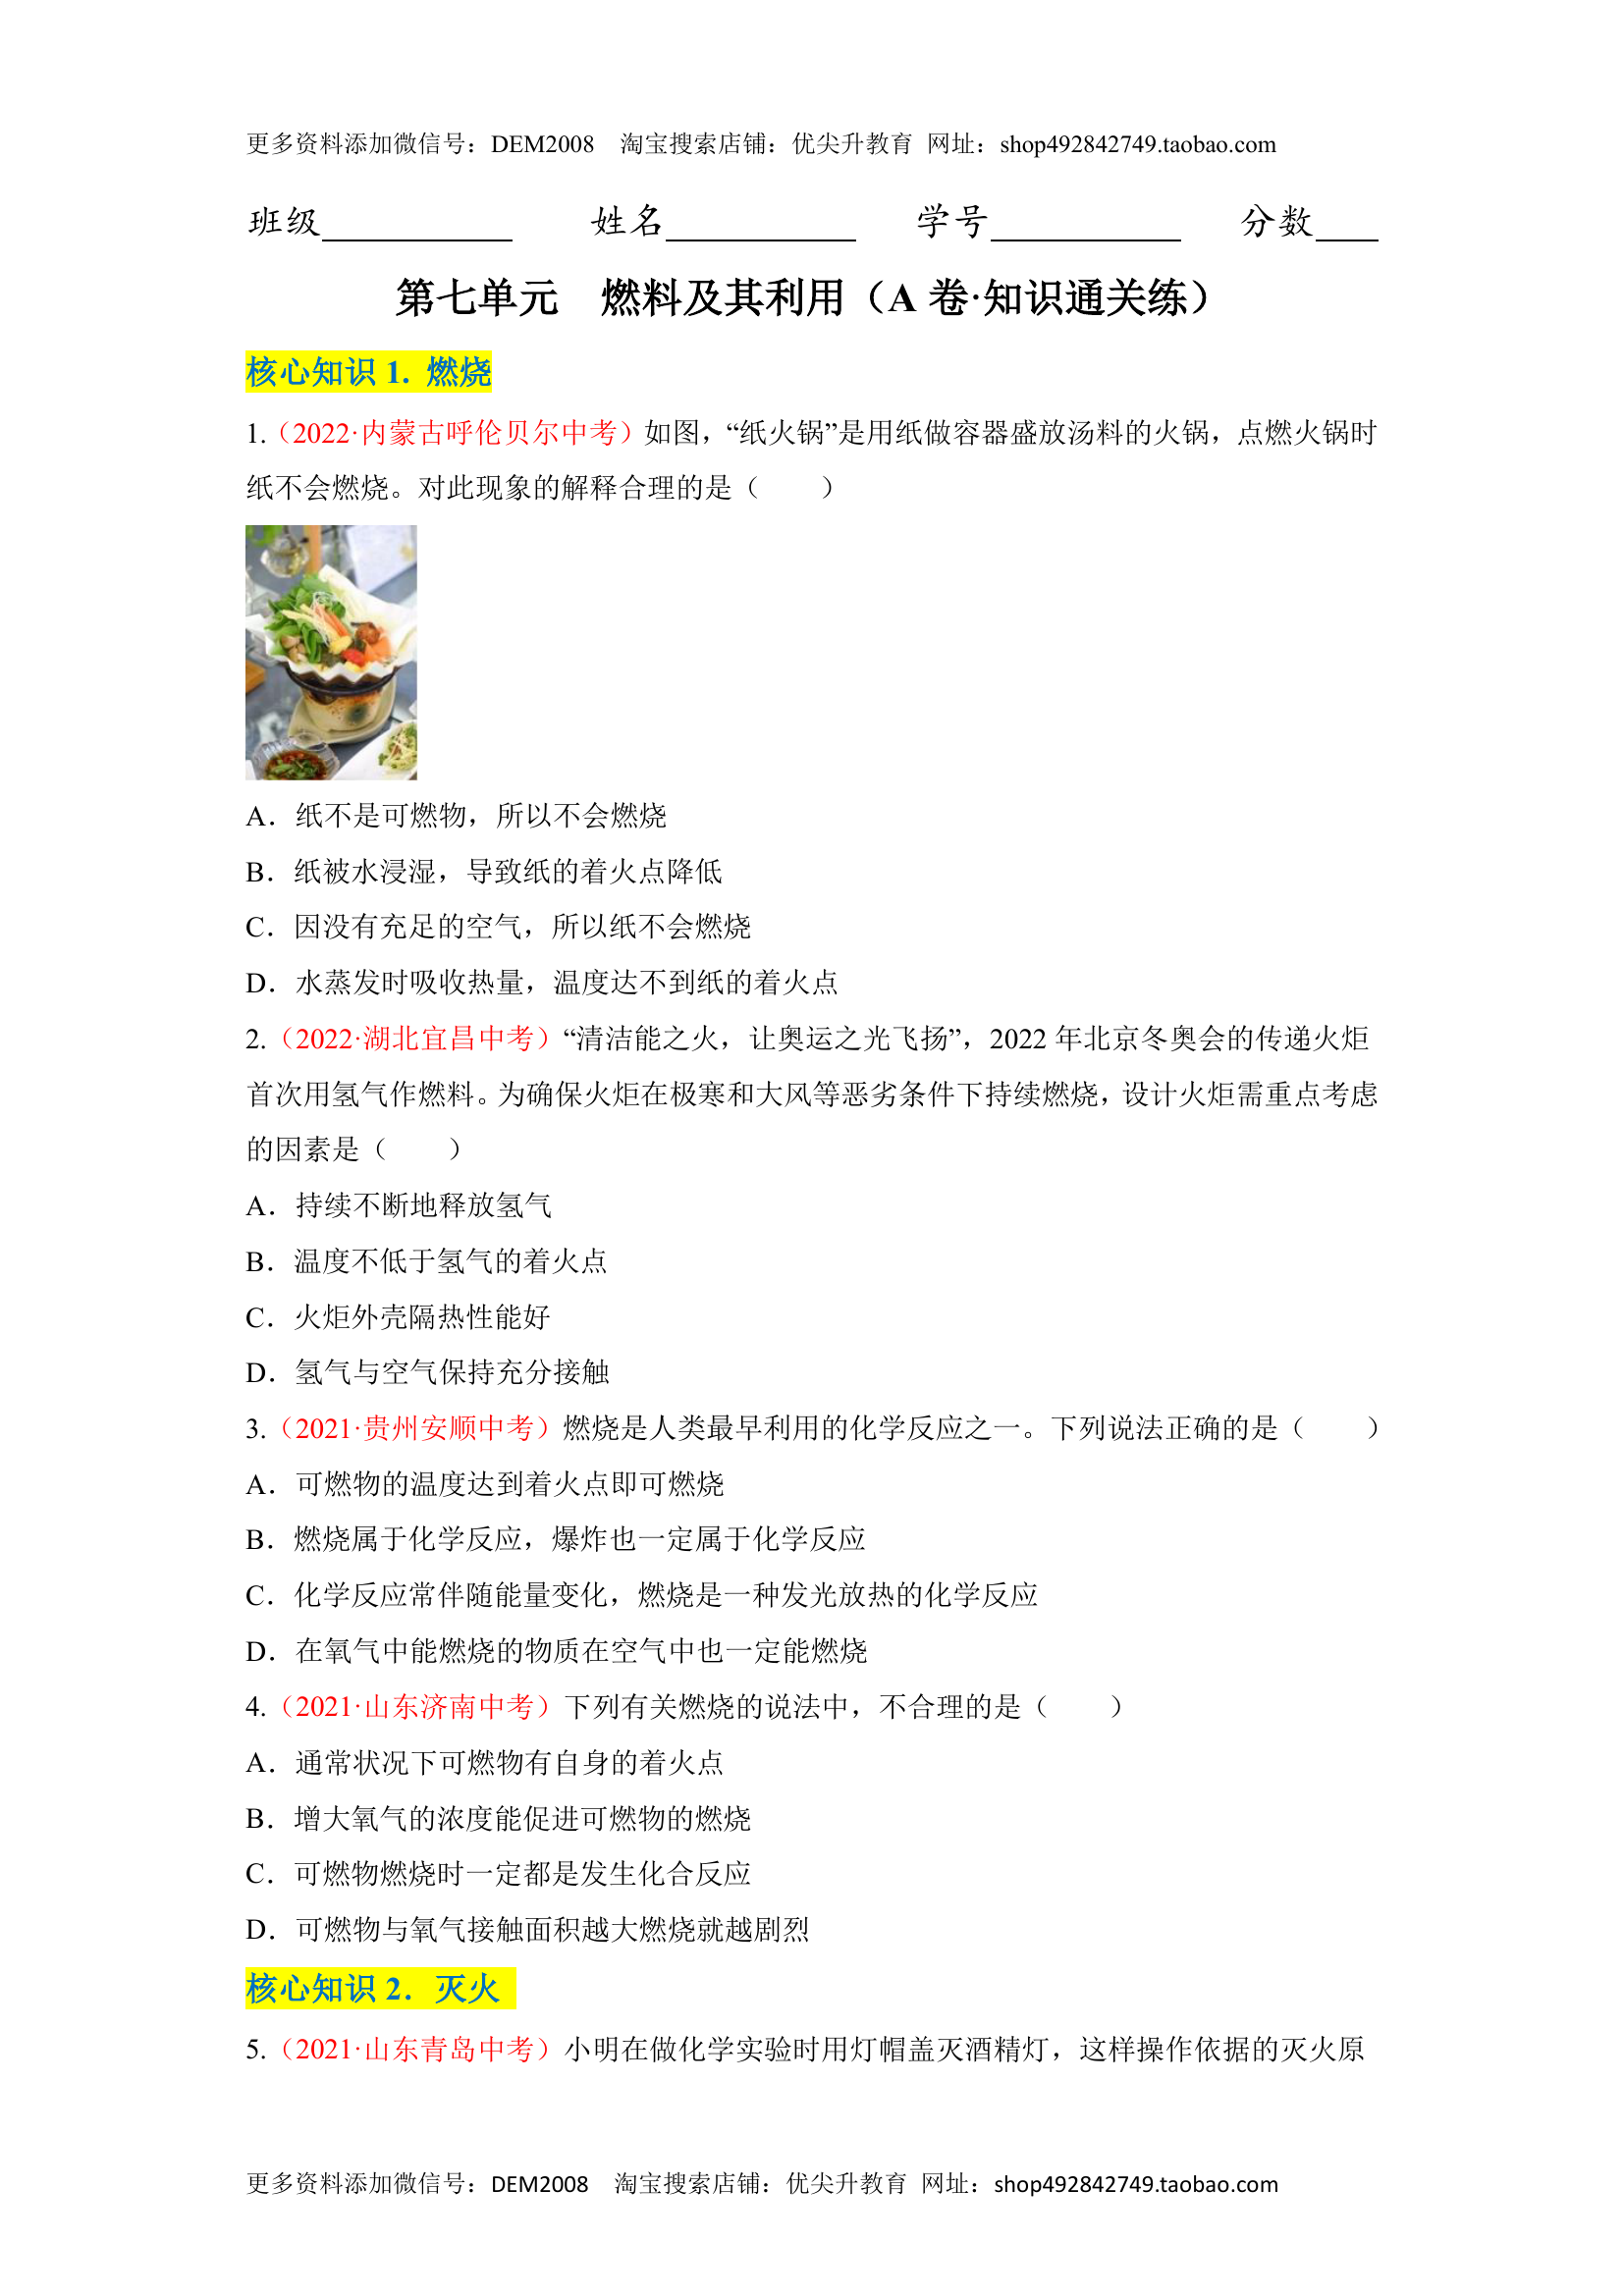 更多资料添加微信号：DEM2008 淘宝搜索店铺：优尖升教育 网址：shop492842749.taobao.com
班级__________ 姓名__________ 学号__________ 分数____
第七单元 燃料及其利用（A 卷·知识通关练）
核心知识 1. 燃烧
1.（2022·内蒙古呼伦贝尔中考）如图，“纸火锅”是用纸做容器盛放汤料的火锅，点燃火锅时
纸不会燃烧。对此现象的解释合理的是（ ）
A．纸不是可燃物，所以不会燃烧
B．纸被水浸湿，导致纸的着火点降低
C．因没有充足的空气，所以纸不会燃烧
D．水蒸发时吸收热量，温度达不到纸的着火点
2.（2022·湖北宜昌中考）“清洁能之火，让奥运之光飞扬”，2022 年北京冬奥会的传递火炬
首次用氢气作燃料。为确保火炬在极寒和大风等恶劣条件下持续燃烧，设计火炬需重点考虑
的因素是（ ）
A．持续不断地释放氢气
B．温度不低于氢气的着火点
C．火炬外壳隔热性能好
D．氢气与空气保持充分接触
3.（2021·贵州安顺中考）燃烧是人类最早利用的化学反应之一。下列说法正确的是（ ）
A．可燃物的温度达到着火点即可燃烧
B．燃烧属于化学反应，爆炸也一定属于化学反应
C．化学反应常伴随能量变化，燃烧是一种发光放热的化学反应
D．在氧气中能燃烧的物质在空气中也一定能燃烧
4.（2021·山东济南中考）下列有关燃烧的说法中，不合理的是（ ）
A．通常状况下可燃物有自身的着火点
B．增大氧气的浓度能促进可燃物的燃烧
C．可燃物燃烧时一定都是发生化合反应
D．可燃物与氧气接触面积越大燃烧就越剧烈
核心知识 2．灭火
5.（2021·山东青岛中考）小明在做化学实验时用灯帽盖灭酒精灯，这样操作依据的灭火原
更多资料添加微信号：DEM2008 淘宝搜索店铺：优尖升教育 网址：shop492842749.taobao.com